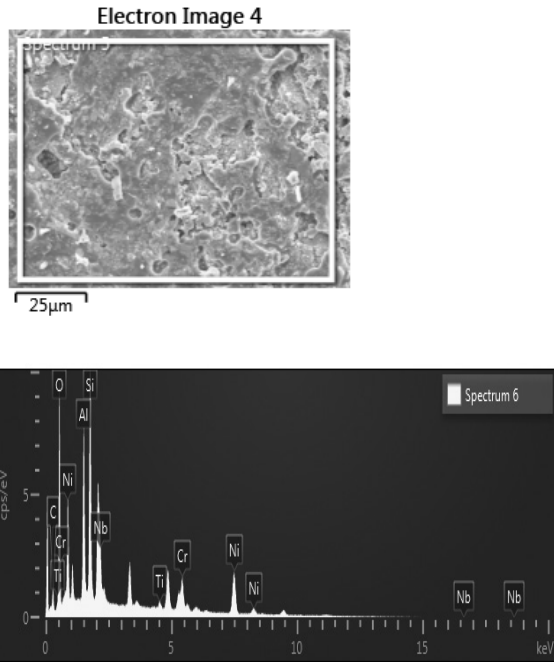 Electron Image 4
Spectrum 5
25μm
cps/eV
5
0
O
Si
Al
Ni
C
Nb
Cr
Ti
Ti
Cr
Ni
Ni
Nb
Nb
Spectrum 6
0
5
10
15
keV